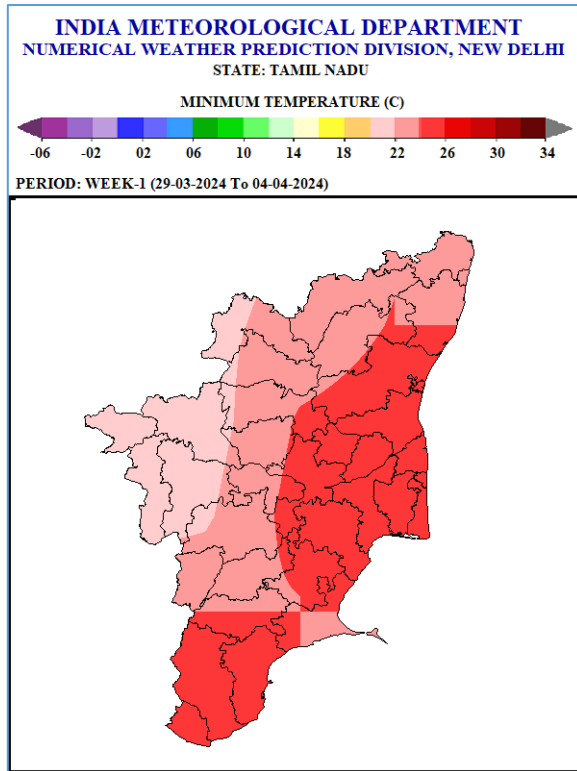 INDIA METEOROLOGICAL DEPARTMENT
NUMERICAL WEATHER PREDICTION DIVISION, NEW DELHI
STATE: TAMIL NADU
MINIMUM TEMPERATURE (C)
-06 -02 02 06 10 14 18 22 26 30 34
PERIOD: WEEK-1 (29-03-2024 To 04-04-2024)